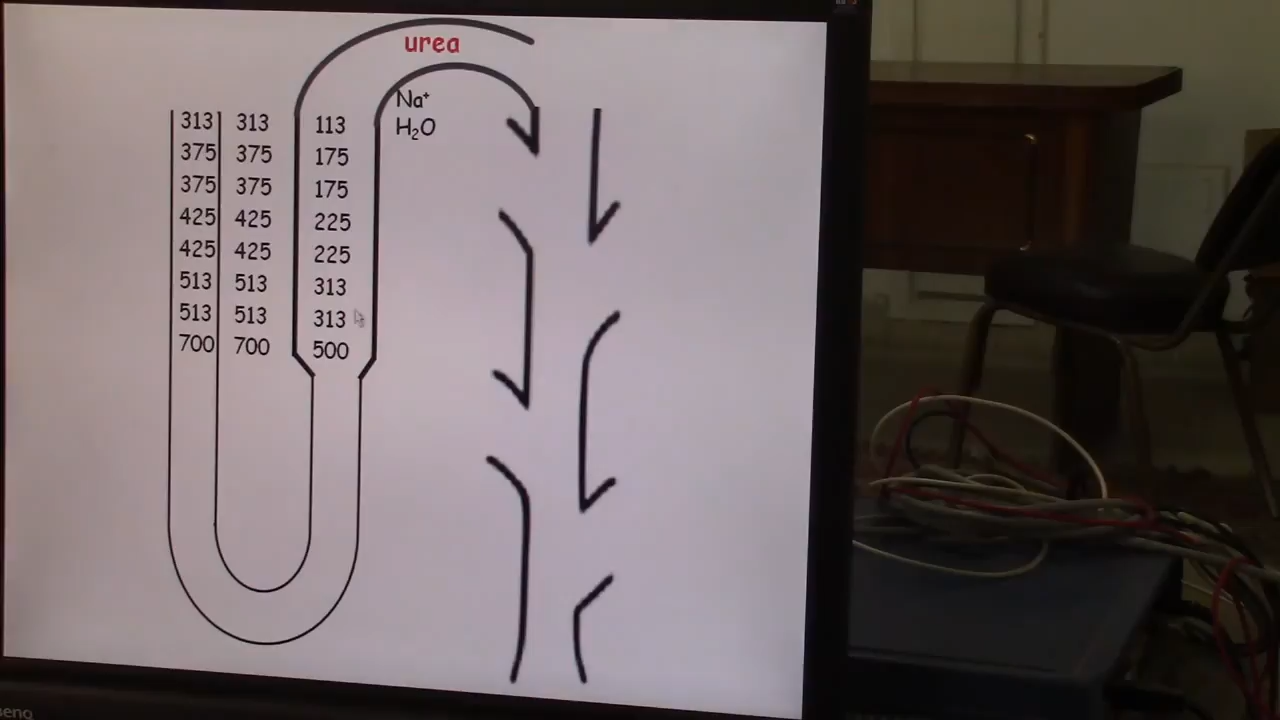 urea
Na⁺
H₂O
313 313 113
375 375 175
375 375 175
425 425 225
425 425 225
513 513 313
513 513 313
700 700 500